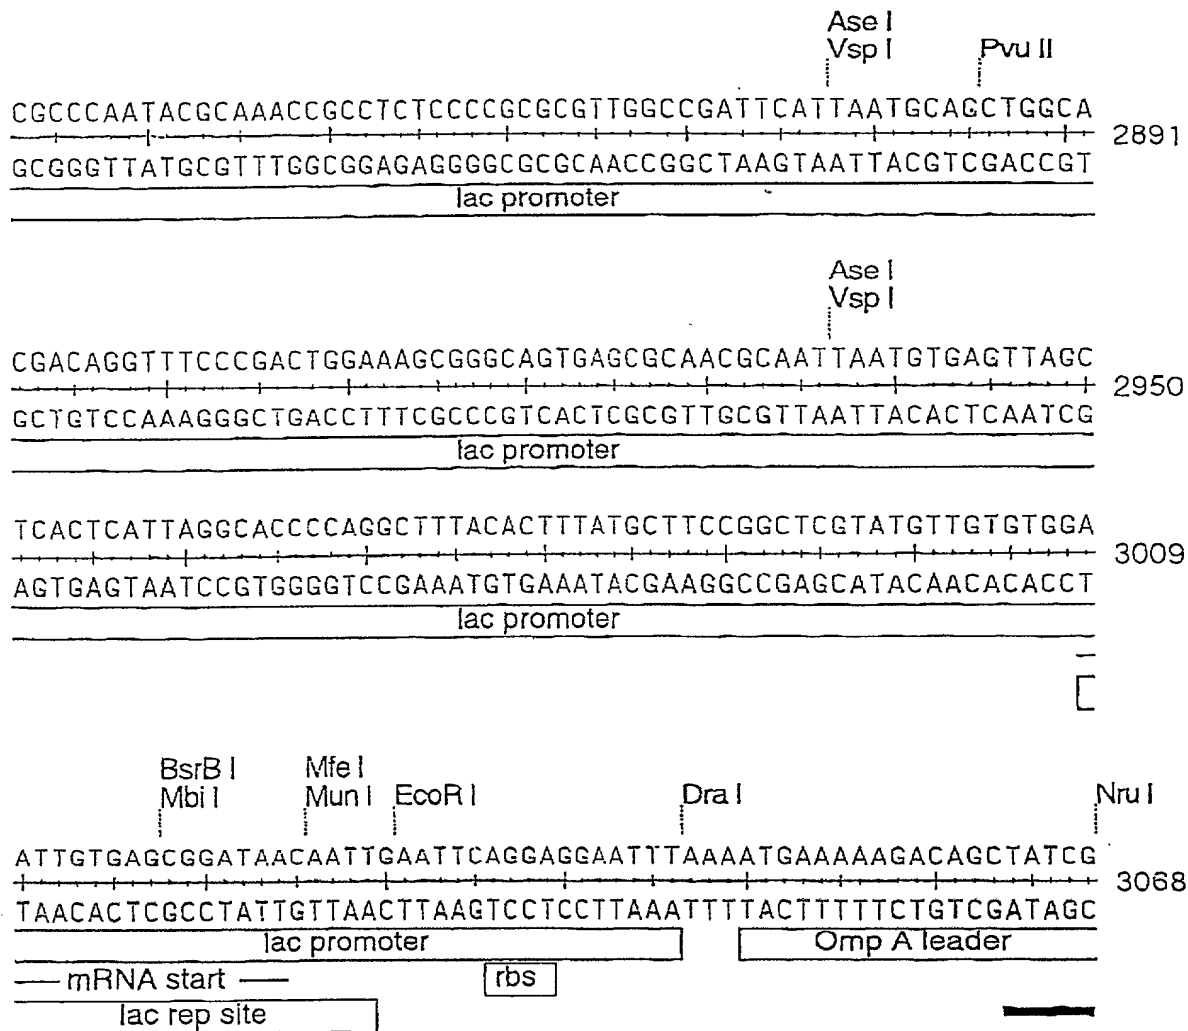 Ase I
Vsp I Pvu II
CGCCCAATACGCAAACCGCCTCTCCCCGCGCGTTGGCCGATTCATTAATGCAGCTGGCA
2891
GCGGGTTATGCGTTTGGCGGAGAGGGGCGCGCAACCGGCTAAGTAATTACGTCGACCGT
lac promoter
Ase I
Vsp I
CGACAGGTTTCCCGACTGGAAAGCGGGCAGTGAGCGCAACGCAATTAATGTGAGTTAGC
2950
GCTGTCCAAAGGGCTGACCTTTCGCCCGTCACTCGCGTTGCGTTAATTACACTCAATCG
lac promoter
TCACTCATTAGGCACCCCAGGCTTTACACTTTATGCTTCCGGCTCGTATGTTGTGTGGA
3009
AGTGAGTAATCCGTGGGGTCCGAAATGTGAAATACGAAGGCCGAGCATACAACACACCT
lac promoter
BsrB I Mfe I
Mbi I Mun I EcoR I Dra I Nru I
ATTGTGAGCGGATAACAATTGAATTCAGGAGGAATTTAAAATGAAAAAGACAGCTATCG
3068
TAACACTCGCCTATTGTTAACTTAAGTCCTCCTTAAATTTTACTTTTTCTGTCGATAGC
lac promoter Omp A leader
mRNA start rbs
lac rep site